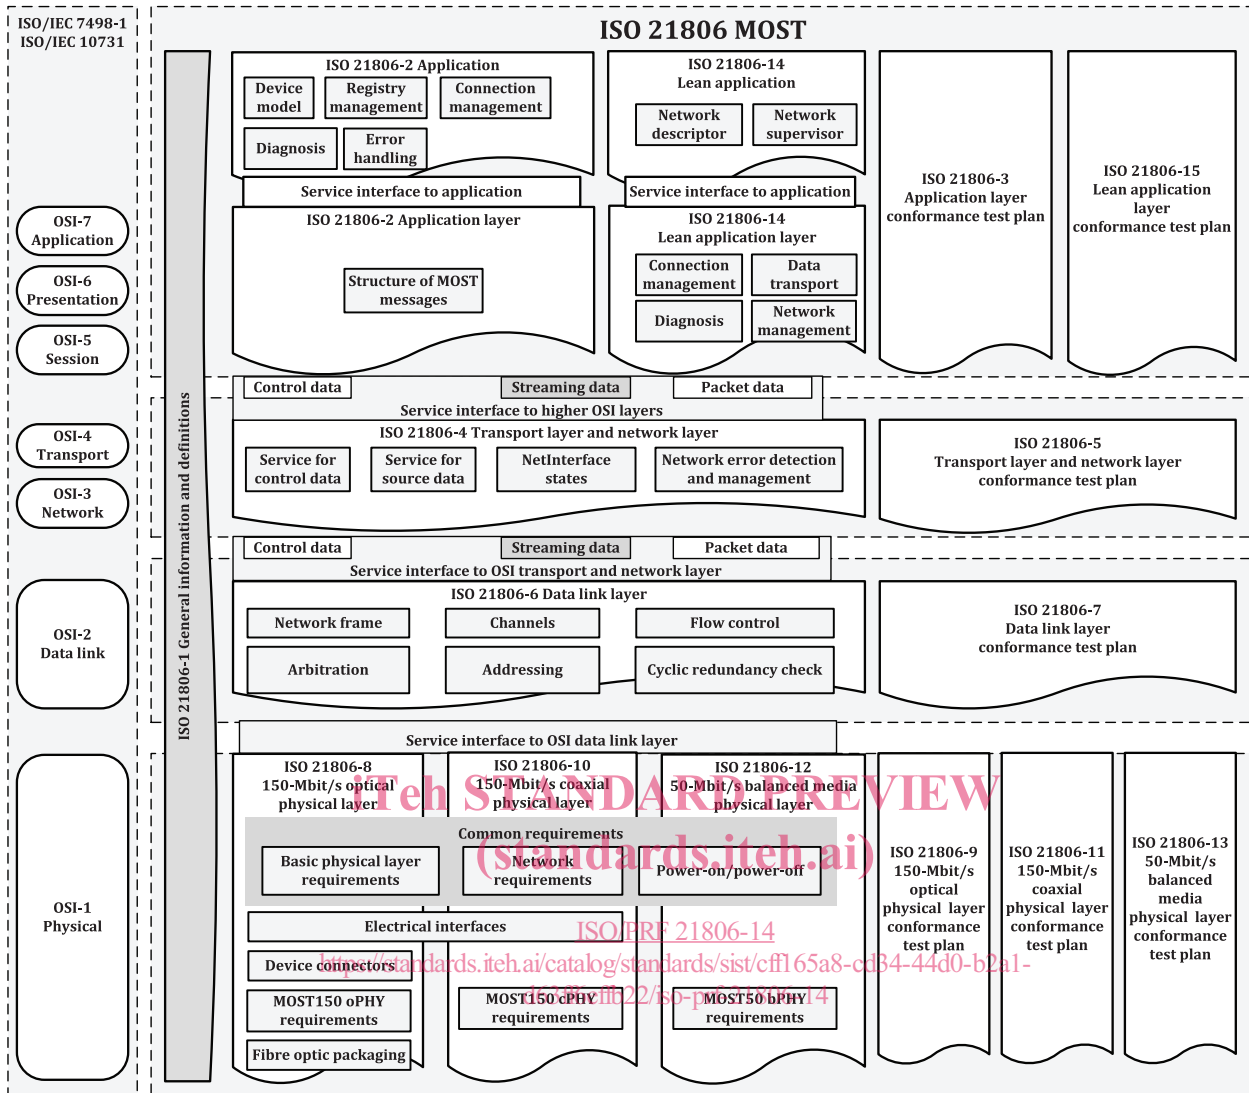 ISO/IEC 7498-1
ISO/IEC 10731
ISO 21806 MOST
ISO 21806-1 General information and definitions
OSI-7
Application
OSI-6
Presentation
OSI-5
Session
OSI-4
Transport
OSI-3
Network
OSI-2
Data link
OSI-1
Physical
ISO 21806-2 Application
Device
model
Registry
management
Connection
management
Diagnosis
Error
handling
Service interface to application
ISO 21806-2 Application layer
Structure of MOST
messages
ISO 21806-14
Lean application
Network
descriptor
Network
supervisor
Service interface to application
ISO 21806-14
Lean application layer
Connection
management
Data
transport
Diagnosis
Network
management
ISO 21806-3
Application layer
conformance test plan
ISO 21806-15
Lean application
layer
conformance test plan
Control data
Streaming data
Packet data
Service interface to higher OSI layers
ISO 21806-4 Transport layer and network layer
Service for
control data
Service for
source data
NetInterface
states
Network error detection
and management
ISO 21806-5
Transport layer and network layer
conformance test plan
Control data
Streaming data
Packet data
Service interface to OSI transport and network layer
ISO 21806-6 Data link layer
Network frame
Channels
Flow control
Arbitration
Addressing
Cyclic redundancy check
ISO 21806-7
Data link layer
conformance test plan
Service interface to OSI data link layer
ISO 21806-8
150-Mbit/s optical
physical layer
ISO 21806-10
150-Mbit/s coaxial
physical layer
ISO 21806-12
50-Mbit/s balanced media
physical layer
iTeh STANDARD PREVIEW
(standards.iteh.ai)
Common requirements
Basic physical layer
requirements
Network
requirements
Power-on/power-off
Electrical interfaces
ISO/PRF 21806-14
Device connectors
https://standards.iteh.ai/catalog/standards/sist/cff165a8-cd34-44d0-b2a1-
MOST150 oPHY
requirements
MOST150 cPHY
requirements
MOST50 bPHY
requirements
Fibre optic packaging
ISO 21806-9
150-Mbit/s
optical
physical layer
conformance
test plan
ISO 21806-11
150-Mbit/s
coaxial
physical layer
conformance
test plan
ISO 21806-13
50-Mbit/s
balanced
media
physical layer
conformance
test plan